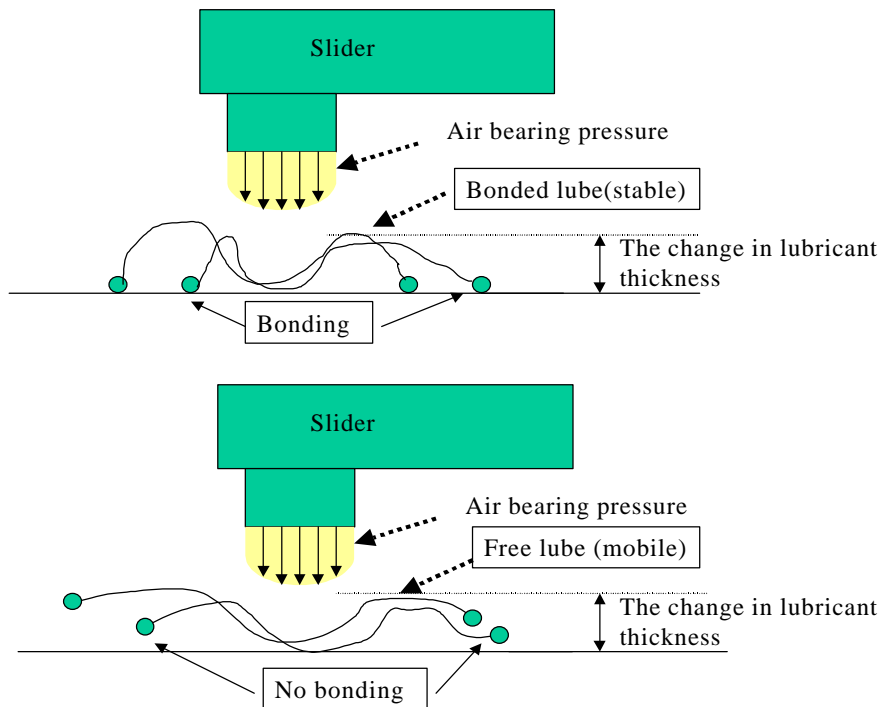 Slider
Air bearing pressure
Bonded lube(stable)
The change in lubricant
thickness
Bonding
Slider
Air bearing pressure
Free lube (mobile)
The change in lubricant
thickness
No bonding